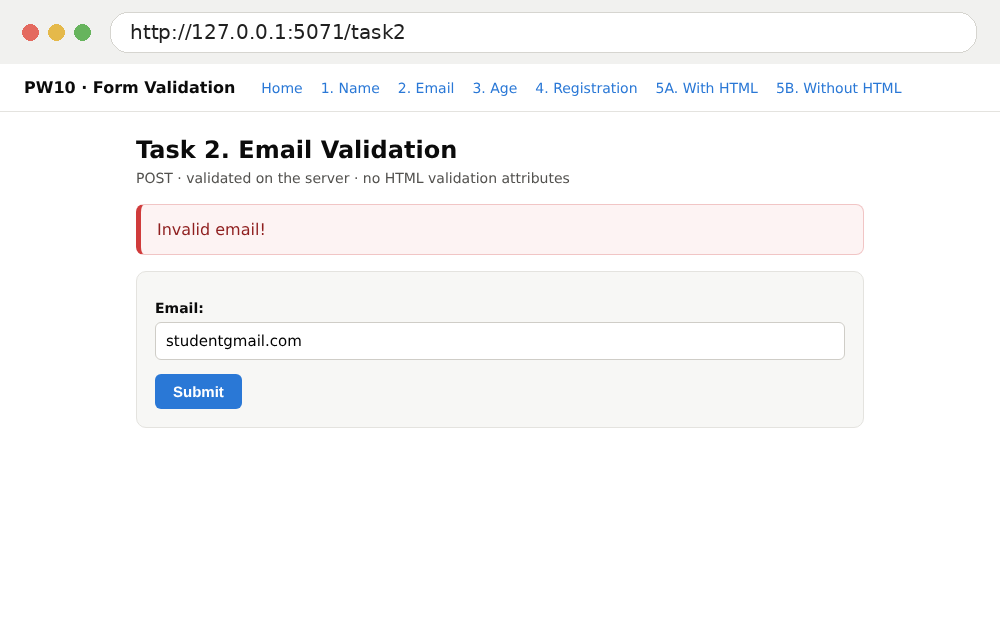 http://127.0.0.1:5071/task2
PW10 · Form Validation Home 1. Name 2. Email 3. Age 4. Registration 5A. With HTML 5B. Without HTML
Task 2. Email Validation
POST · validated on the server · no HTML validation attributes
Invalid email!
Email:
studentgmail.com
Submit